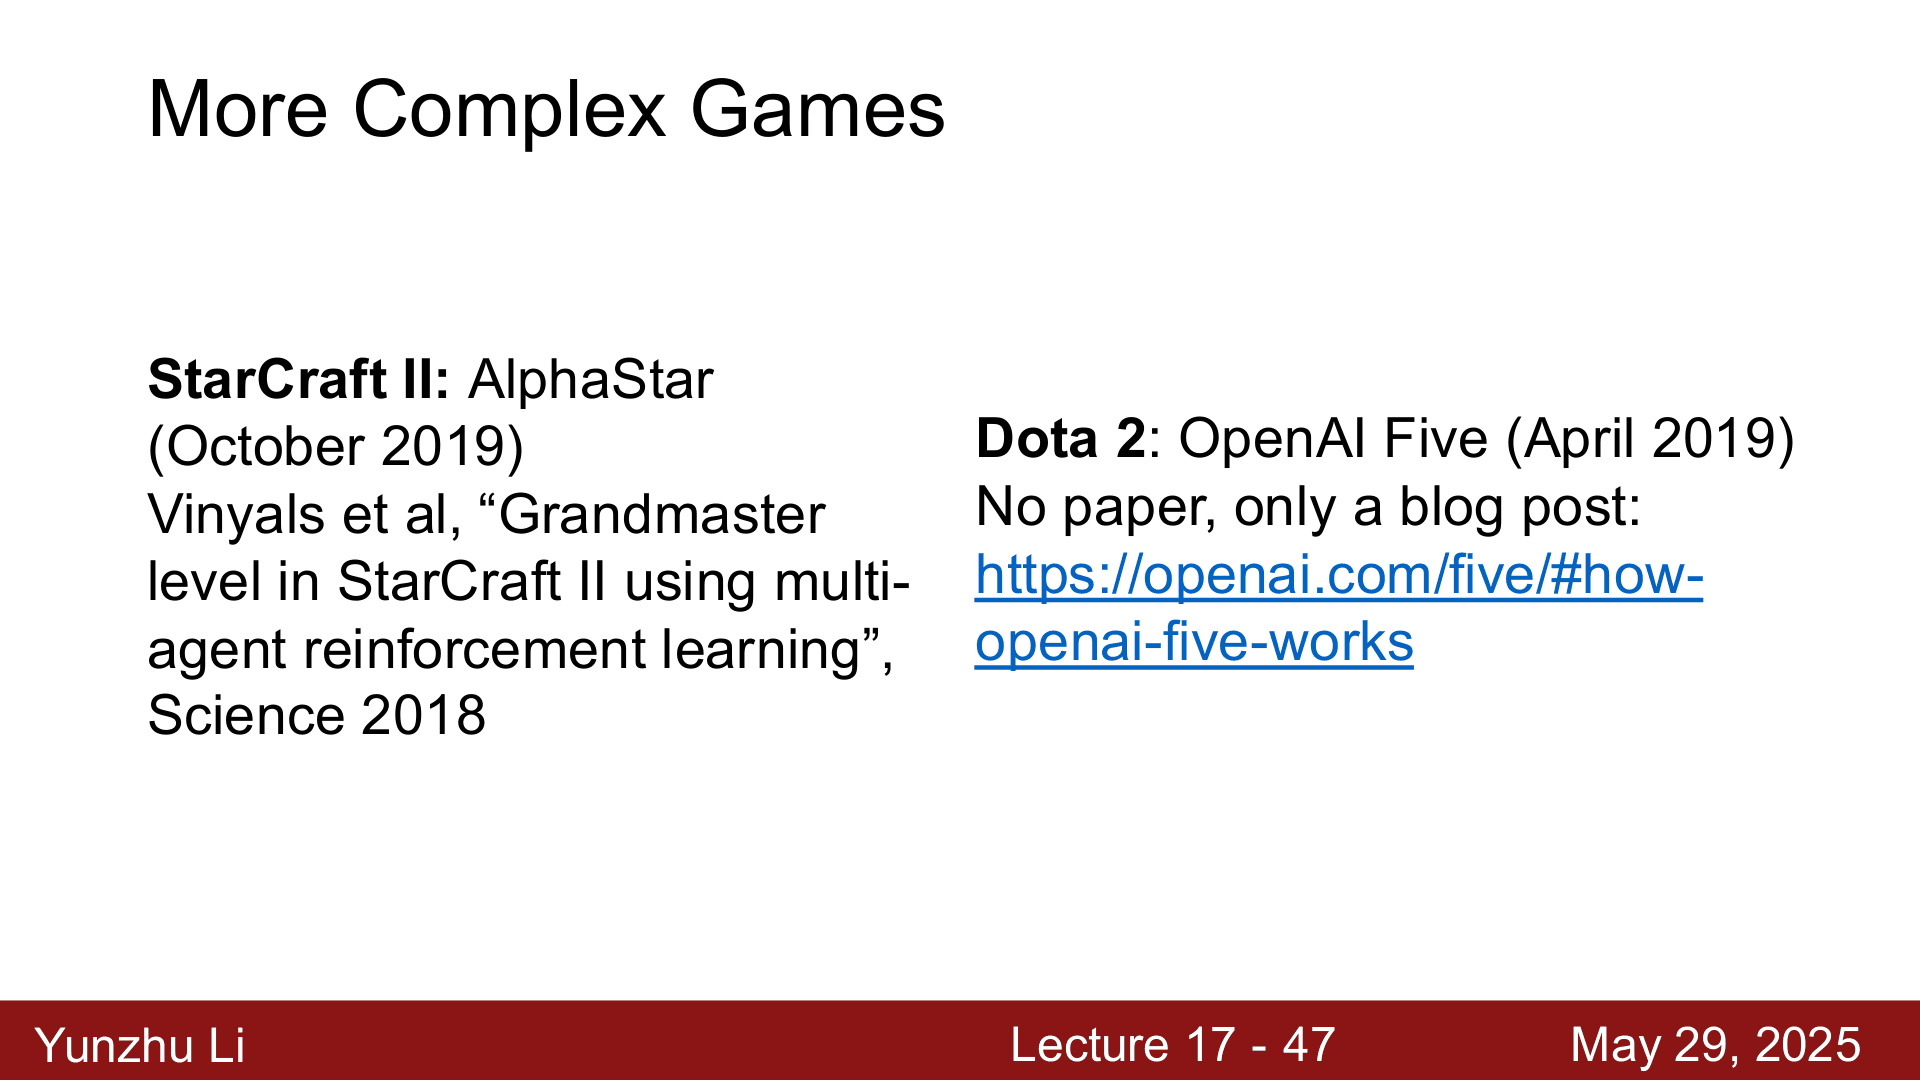 More Complex Games
StarCraft II: AlphaStar
(October 2019)
Vinyals et al, “Grandmaster
level in StarCraft II using multi-
agent reinforcement learning”,
Science 2018
Dota 2: OpenAI Five (April 2019)
No paper, only a blog post:
https://openai.com/five/#how-
openai-five-works
Yunzhu Li
Lecture 17 - 47
May 29, 2025